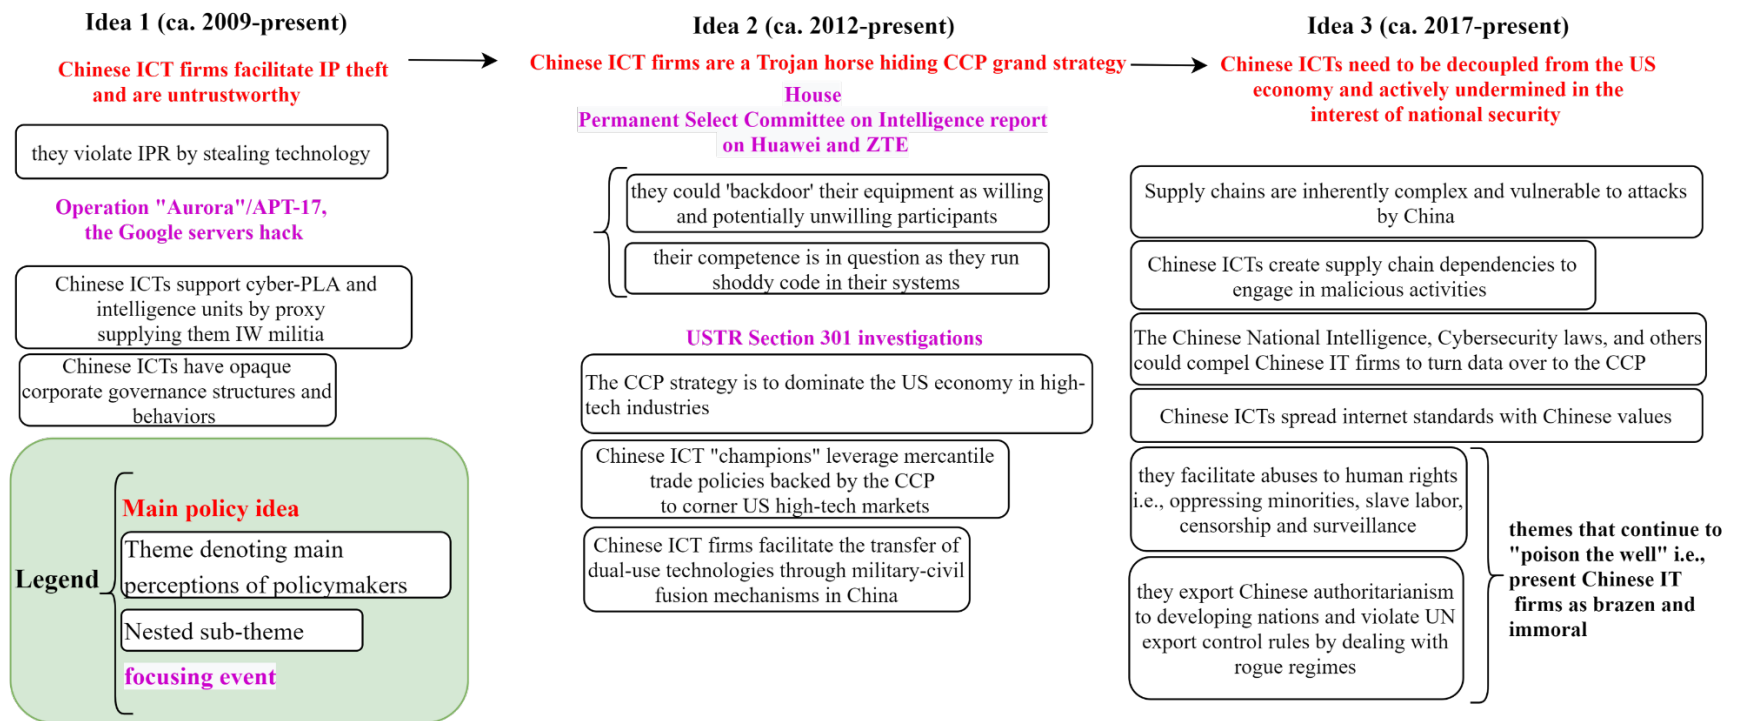 Idea 1 (ca. 2009-present)
Chinese ICT firms facilitate IP theft
and are untrustworthy
they violate IPR by stealing technology
Operation "Aurora"/APT-17,
the Google servers hack
Chinese ICTs support cyber-PLA and
intelligence units by proxy
supplying them IW militia
Chinese ICTs have opaque
corporate governance structures and
behaviors
Legend
Main policy idea
Theme denoting main
perceptions of policymakers
Nested sub-theme
focusing event
Idea 2 (ca. 2012-present)
Chinese ICT firms are a Trojan horse hiding CCP grand strategy
House
Permanent Select Committee on Intelligence report
on Huawei and ZTE
they could 'backdoor' their equipment as willing
and potentially unwilling participants
their competence is in question as they run
shoddy code in their systems
USTR Section 301 investigations
The CCP strategy is to dominate the US economy in high-
tech industries
Chinese ICT "champions" leverage mercantile
trade policies backed by the CCP
to corner US high-tech markets
Chinese ICT firms facilitate the transfer of
dual-use technologies through military-civil
fusion mechanisms in China
Idea 3 (ca. 2017-present)
Chinese ICTs need to be decoupled from the US
economy and actively undermined in the
interest of national security
Supply chains are inherently complex and vulnerable to attacks
by China
Chinese ICTs create supply chain dependencies to
engage in malicious activities
The Chinese National Intelligence, Cybersecurity laws, and others
could compel Chinese IT firms to turn data over to the CCP
Chinese ICTs spread internet standards with Chinese values
they facilitate abuses to human rights
i.e., oppressing minorities, slave labor,
censorship and surveillance
they export Chinese authoritarianism
to developing nations and violate UN
export control rules by dealing with
rogue regimes
themes that continue to
"poison the well" i.e.,
present Chinese IT
firms as brazen and
immoral